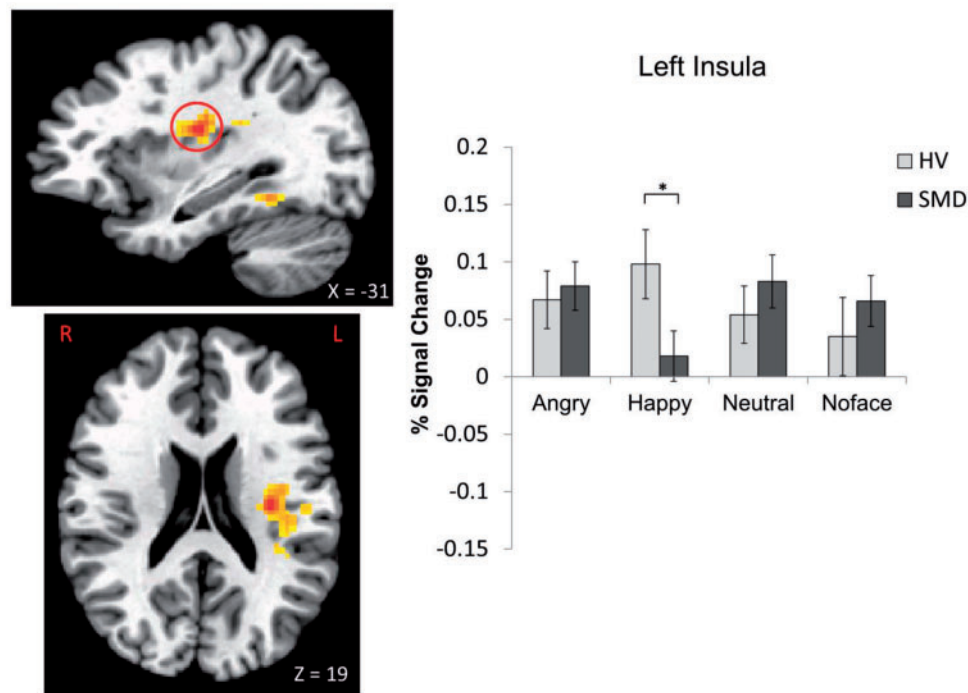 X = -31
R L
Z = 19
Left Insula
HV
SMD
% Signal Change
0.2
0.15
0.1
0.05
0
-0.05
-0.1
-0.15
*
Angry Happy Neutral Noface